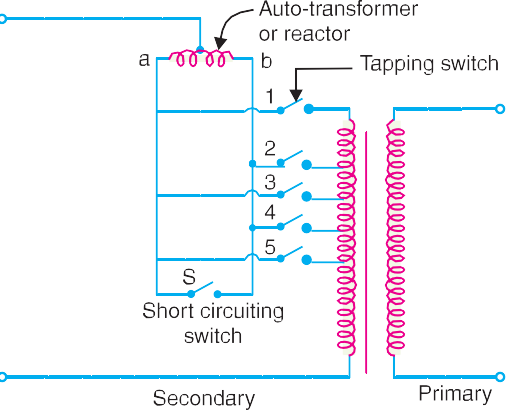 Auto-transformer
or reactor
a
b
Tapping switch
1
2
3
4
5
S
Short circuiting
switch
Secondary
Primary